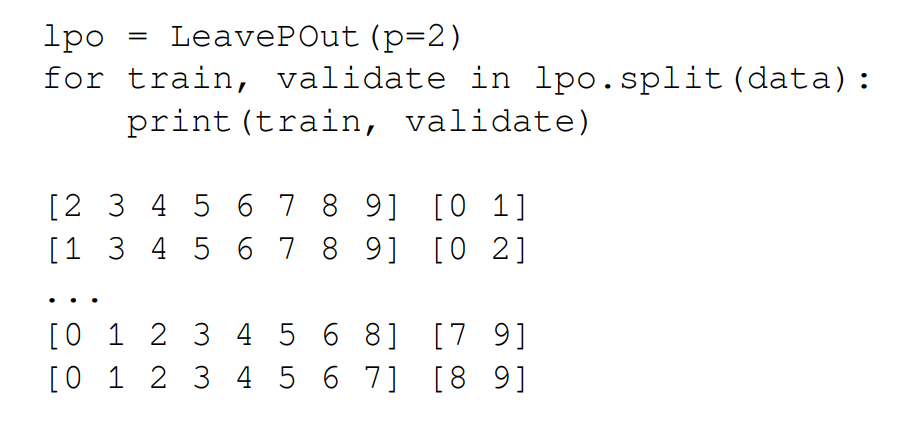 lpo = LeavePOut(p=2)
for train, validate in lpo.split(data):
    print(train, validate)
[2 3 4 5 6 7 8 9] [0 1]
[1 3 4 5 6 7 8 9] [0 2]
...
[0 1 2 3 4 5 6 8] [7 9]
[0 1 2 3 4 5 6 7] [8 9]